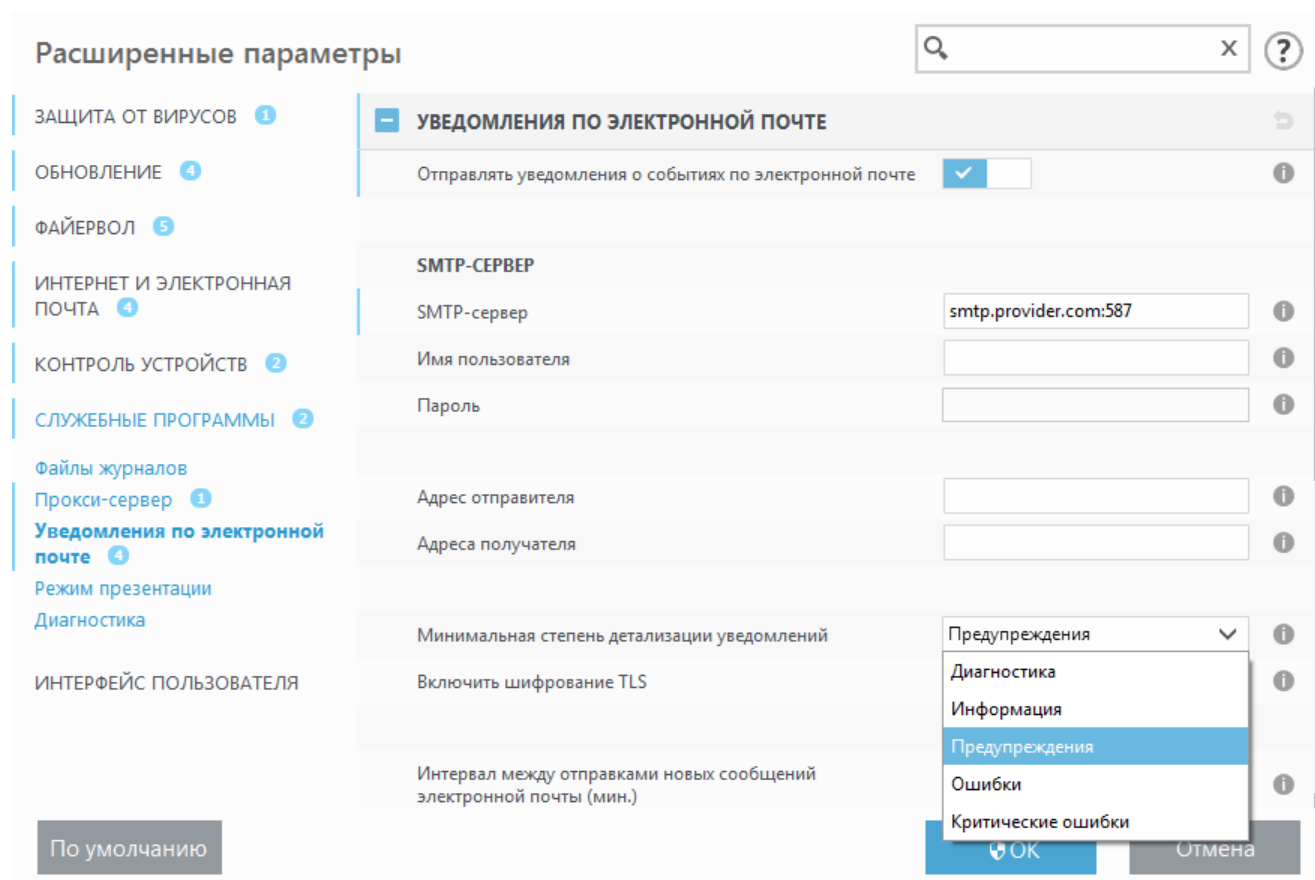 Расширенные параметры
x
?
ЗАЩИТА ОТ ВИРУСОВ 1
ОБНОВЛЕНИЕ 4
ФАЙЕРВОЛ 5
ИНТЕРНЕТ И ЭЛЕКТРОННАЯ
ПОЧТА 4
КОНТРОЛЬ УСТРОЙСТВ 2
СЛУЖЕБНЫЕ ПРОГРАММЫ 2
Файлы журналов
Прокси-сервер 1
Уведомления по электронной
почте 4
Режим презентации
Диагностика
ИНТЕРФЕЙС ПОЛЬЗОВАТЕЛЯ
УВЕДОМЛЕНИЯ ПО ЭЛЕКТРОННОЙ ПОЧТЕ
Отправлять уведомления о событиях по электронной почте
SMTP-СЕРВЕР
SMTP-сервер smtp.provider.com:587
Имя пользователя
Пароль
Адрес отправителя
Адреса получателя
Минимальная степень детализации уведомлений Предупреждения
Включить шифрование TLS
Интервал между отправками новых сообщений
электронной почты (мин.)
Диагностика
Информация
Предупреждения
Ошибки
Критические ошибки
По умолчанию
OK
Отмена